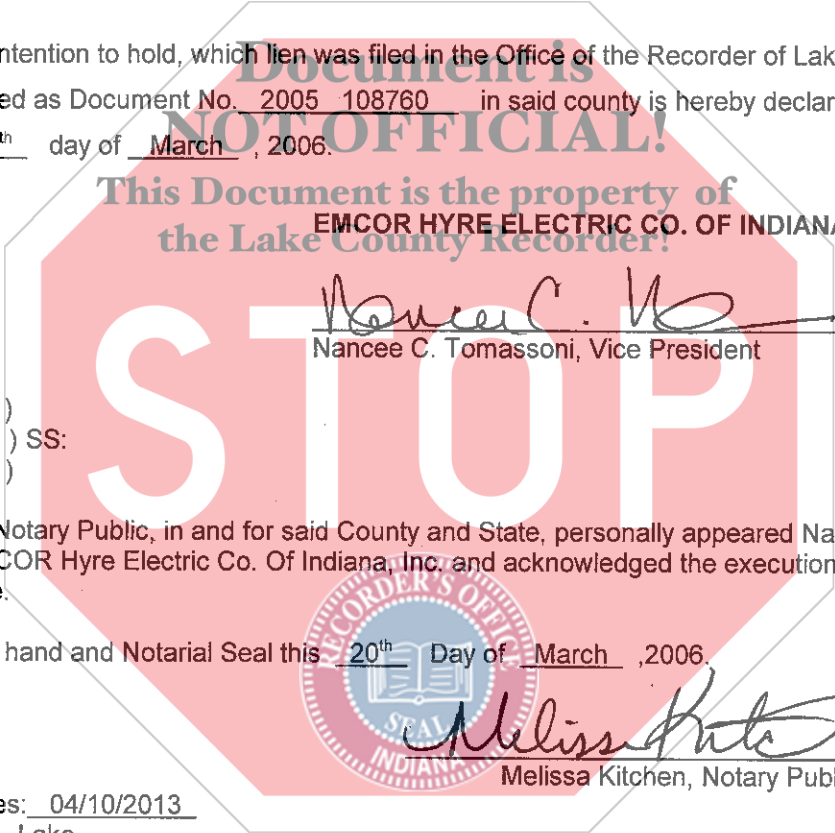 ntention to hold, which lien was filed in the Office of the Recorder of Lak
ed as Document No. 2005 108760 in said county is hereby declar
th day of March , 2006.
Document is
NOT OFFICIAL!
This Document is the property of
the Lake County Recorder!
EMCOR HYRE ELECTRIC CO. OF INDIANA
Nancee C.
Nancee C. Tomassoni, Vice President
STOP
)
) SS:
)
Notary Public, in and for said County and State, personally appeared Na
COR Hyre Electric Co. Of Indiana, Inc. and acknowledged the execution
e.
hand and Notarial Seal this 20th Day of March ,2006.
RECORDER'S OFFICE
SEAL
INDIANA
Melissa
Melissa Kitchen, Notary Publi
es: 04/10/2013
Lake